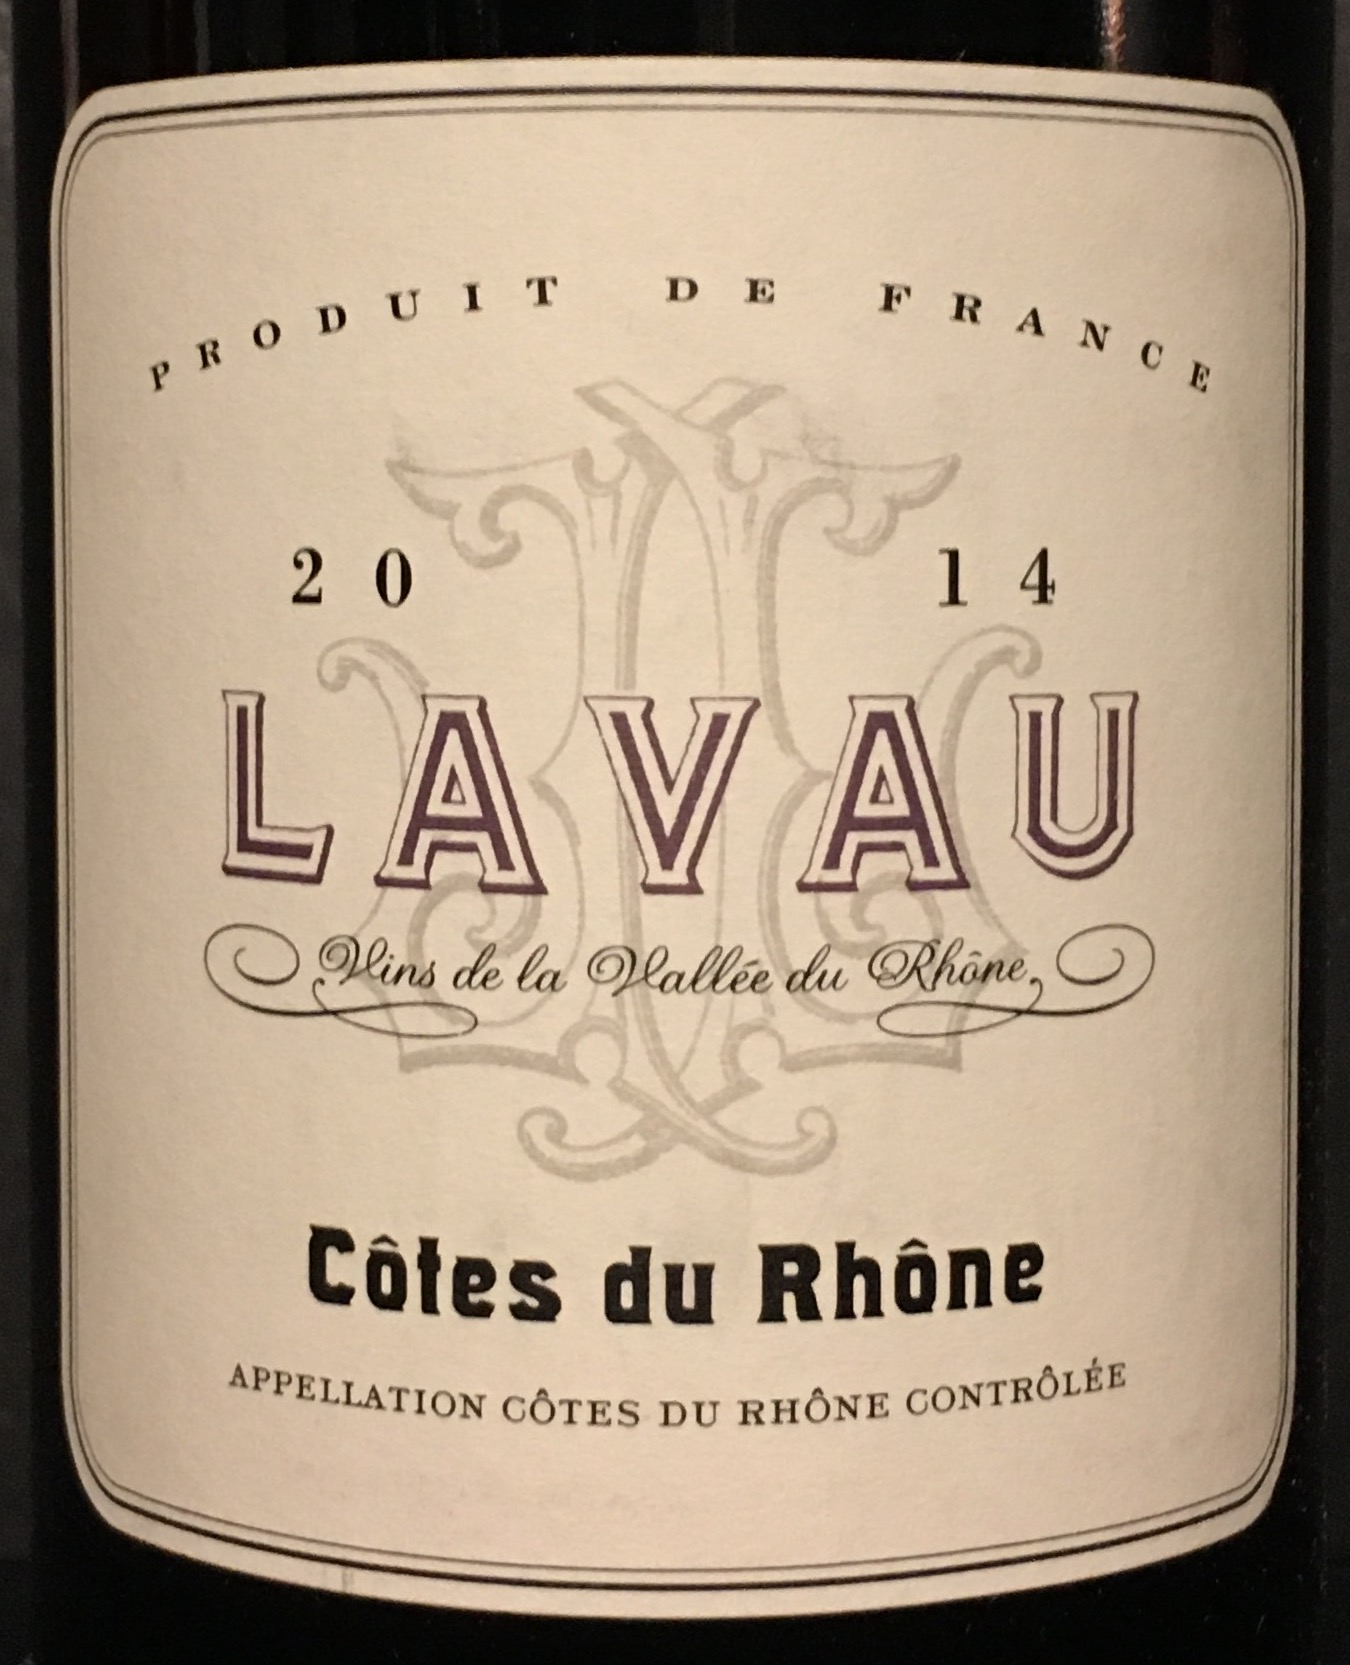 PRODUIT DE FRANCE
20 14
LAVAU
Vins de la Vallée du Rhône
Côtes du Rhône
APPELLATION CÔTES DU RHÔNE CONTRÔLÉE